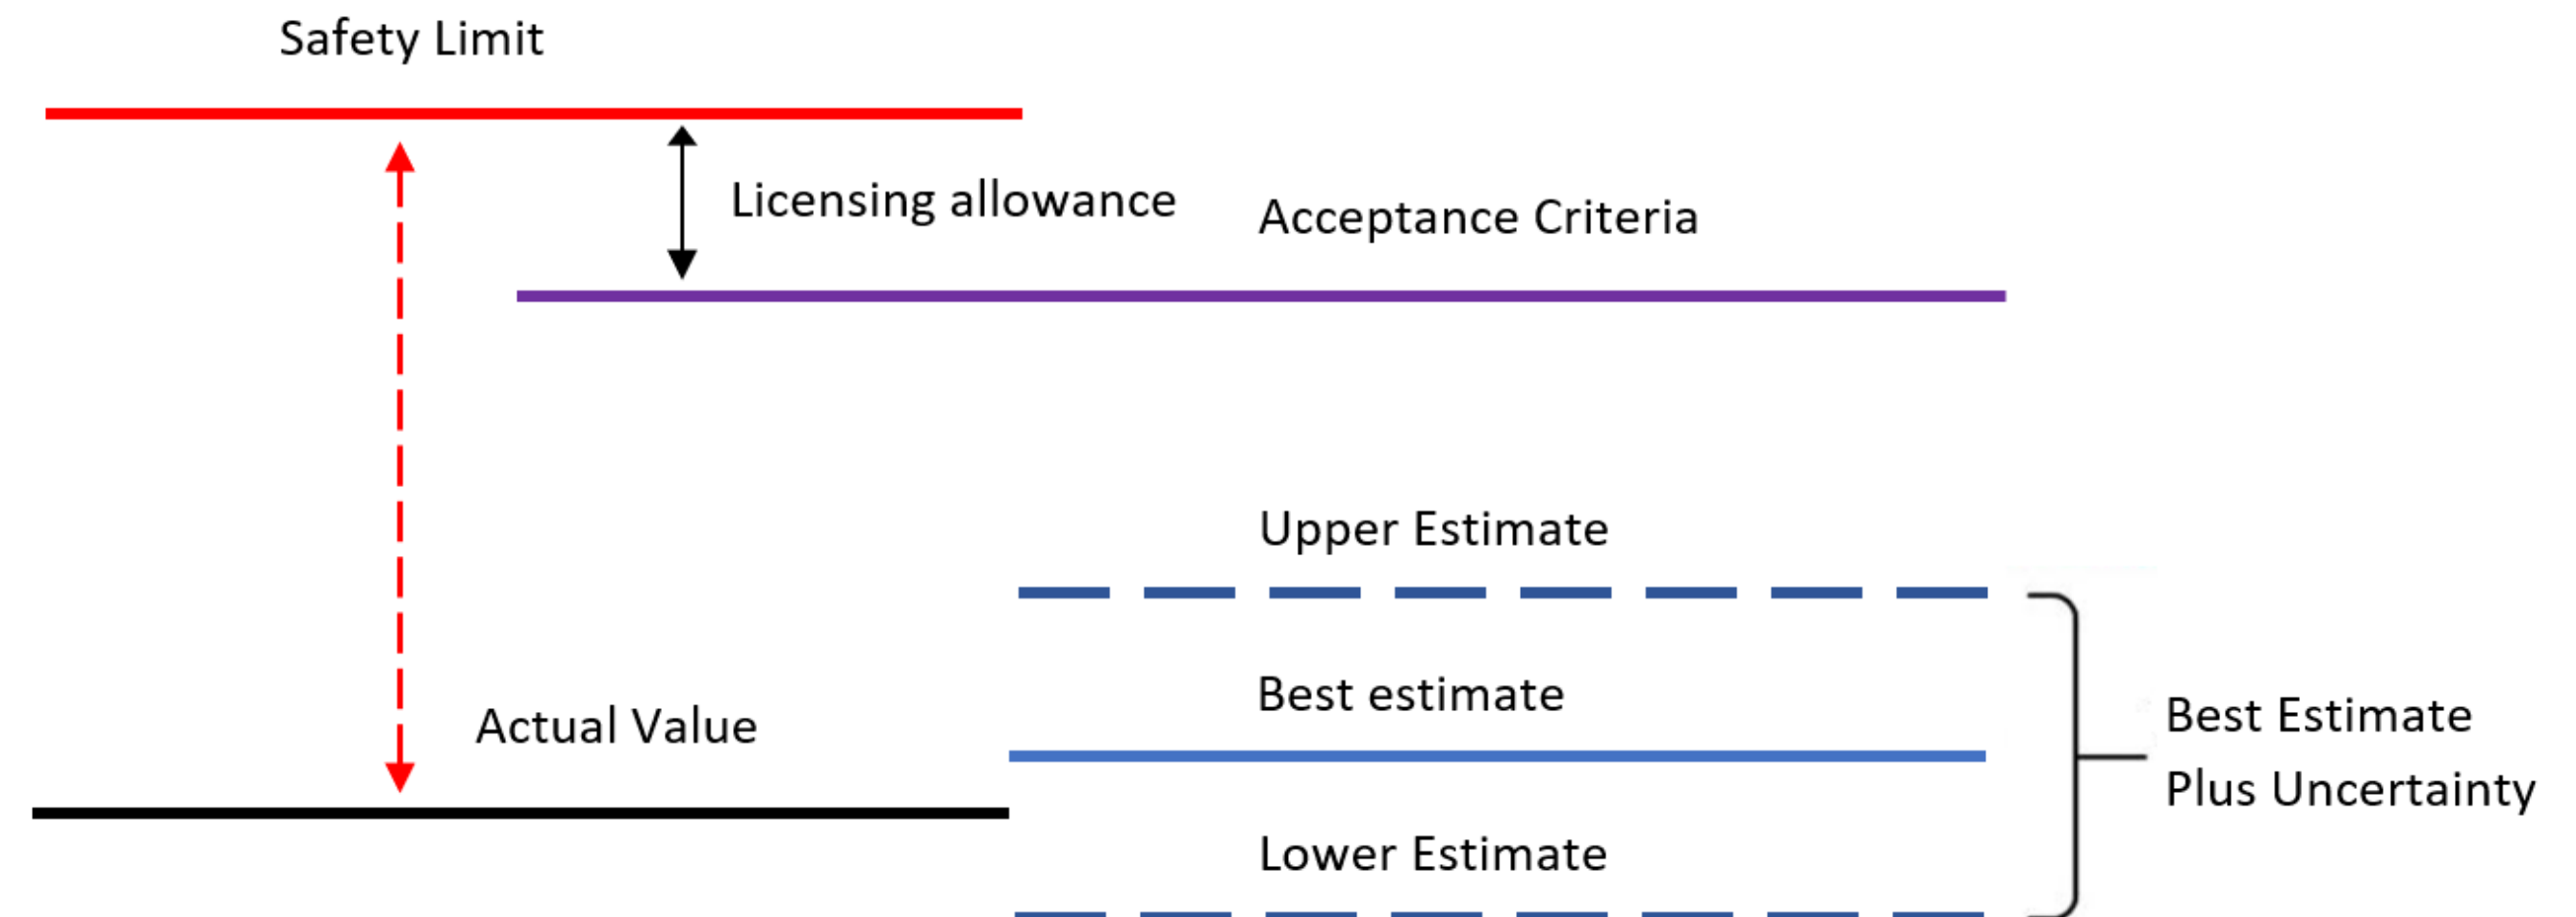 Safety Limit
Licensing allowance
Acceptance Criteria
Upper Estimate
Best estimate
Actual Value
Best Estimate
Plus Uncertainty
Lower Estimate